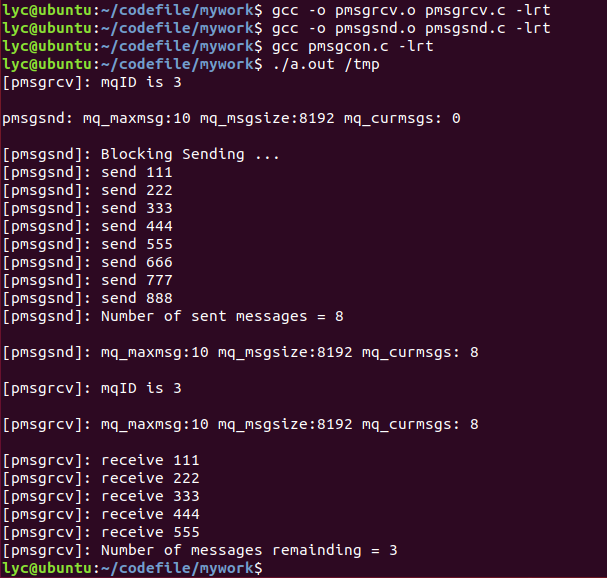 lyc@ubuntu:~/codefile/mywork$ gcc -o pmsgrcv.o pmsgrcv.c -lrt
lyc@ubuntu:~/codefile/mywork$ gcc -o pmsgsnd.o pmsgsnd.c -lrt
lyc@ubuntu:~/codefile/mywork$ gcc pmsgcon.c -lrt
lyc@ubuntu:~/codefile/mywork$ ./a.out /tmp
[pmsgrcv]: mqID is 3
pmsgsnd: mq_maxmsg:10 mq_msgsize:8192 mq_curmsgs: 0
[pmsgsnd]: Blocking Sending ...
[pmsgsnd]: send 111
[pmsgsnd]: send 222
[pmsgsnd]: send 333
[pmsgsnd]: send 444
[pmsgsnd]: send 555
[pmsgsnd]: send 666
[pmsgsnd]: send 777
[pmsgsnd]: send 888
[pmsgsnd]: Number of sent messages = 8
[pmsgsnd]: mq_maxmsg:10 mq_msgsize:8192 mq_curmsgs: 8
[pmsgrcv]: mqID is 3
[pmsgrcv]: mq_maxmsg:10 mq_msgsize:8192 mq_curmsgs: 8
[pmsgrcv]: receive 111
[pmsgrcv]: receive 222
[pmsgrcv]: receive 333
[pmsgrcv]: receive 444
[pmsgrcv]: receive 555
[pmsgrcv]: Number of messages remainding = 3
lyc@ubuntu:~/codefile/mywork$